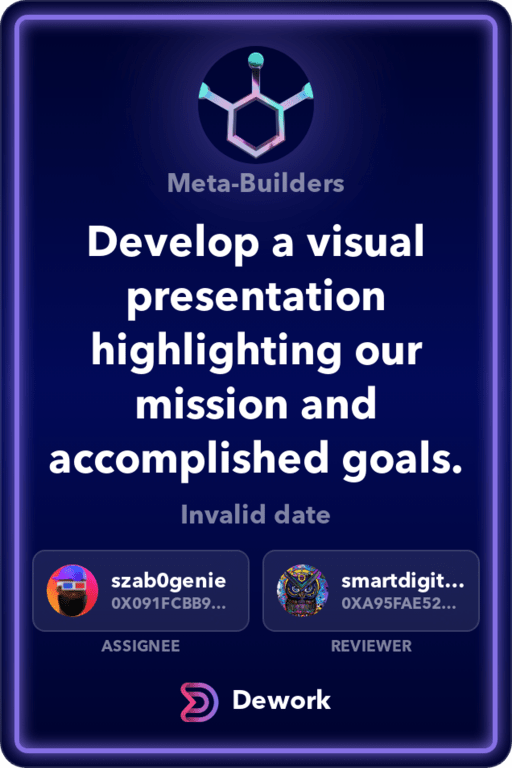 Meta-Builders
Develop a visual
presentation
highlighting our
mission and
accomplished goals.
Invalid date
szab0genie
0X091FCBB9...
ASSIGNEE
smartdigit...
0XA95FAE52...
REVIEWER
Dework